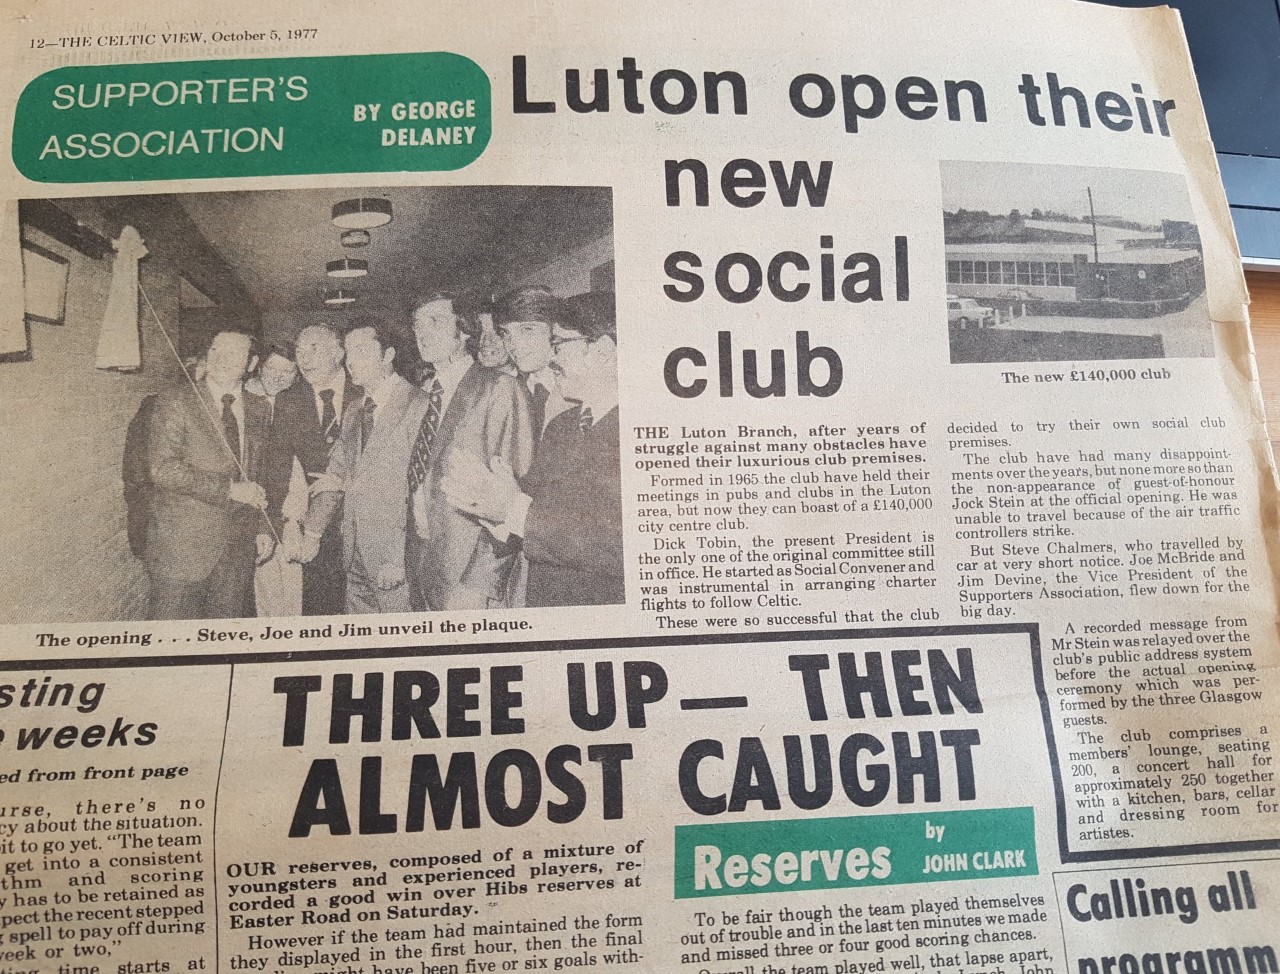 12—THE CELTIC VIEW, October 5, 1977
SUPPORTER'S
ASSOCIATION
BY GEORGE
DELANEY
Luton open their
new
social
club
The new £140,000 club
The opening . . . Steve, Joe and Jim unveil the plaque.
THE Luton Branch, after years of
struggle against many obstacles have
opened their luxurious club premises.
Formed in 1965 the club have held their
meetings in pubs and clubs in the Luton
area, but now they can boast of a £140,000
city centre club.
Dick Tobin, the present President is
the only one of the original committee still
in office. He started as Social Convener and
was instrumental in arranging charter
flights to follow Celtic.
These were so successful that the club
decided to try their own social club
premises.
The club have had many disappoint-
ments over the years, but none more so than
the non-appearance of guest-of-honour
Jock Stein at the official opening. He was
unable to travel because of the air traffic
controllers strike.
But Steve Chalmers, who travelled by
car at very short notice. Joe McBride and
Jim Devine, the Vice President of the
Supporters Association, flew down for the
big day.
A recorded message from
Mr Stein was relayed over the
club's public address system
before the actual opening
ceremony which was per-
formed by the three Glasgow
guests.
The club comprises a
members' lounge, seating
200, a concert hall for
approximately 250 together
with a kitchen, bars, cellar
and dressing room for
artistes.
sting
weeks
ed from front page
urse, there's no
cy about the situation.
it to go yet. "The team
get into a consistent
thm and scoring
y has to be retained as
pect the recent stepped
spell to pay off during
week or two,"
ting time starts at
THREE UP— THEN
ALMOST CAUGHT
OUR reserves, composed of a mixture of
youngsters and experienced players, re-
corded a good win over Hibs reserves at
Easter Road on Saturday.
However if the team had maintained the form
they displayed in the first hour, then the final
might have been five or six goals with-
Reserves
by
JOHN CLARK
To be fair though the team played themselves
out of trouble and in the last ten minutes we made
and missed three or four good scoring chances.
the team played well, that lapse apart,
John
Calling all
programm